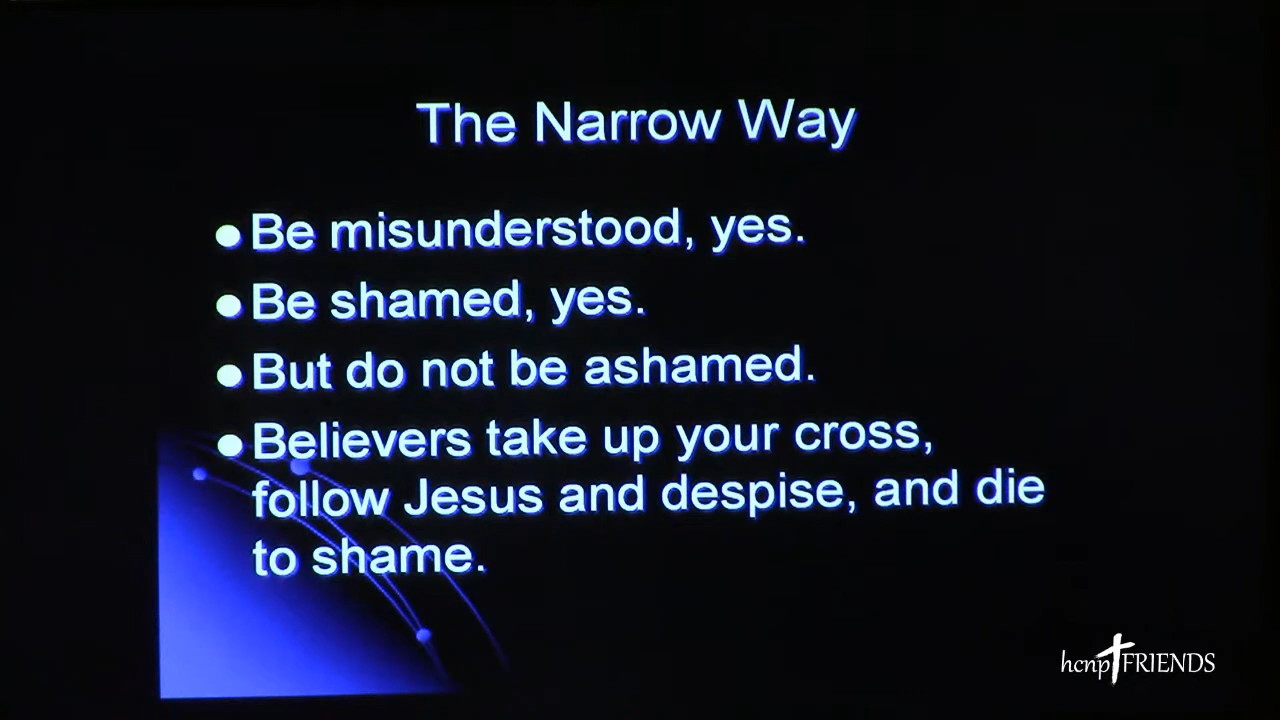 The Narrow Way
● Be misunderstood, yes.
● Be shamed, yes.
● But do not be ashamed.
● Believers take up your cross,
follow Jesus and despise, and die
to shame.
hcnp FRIENDS